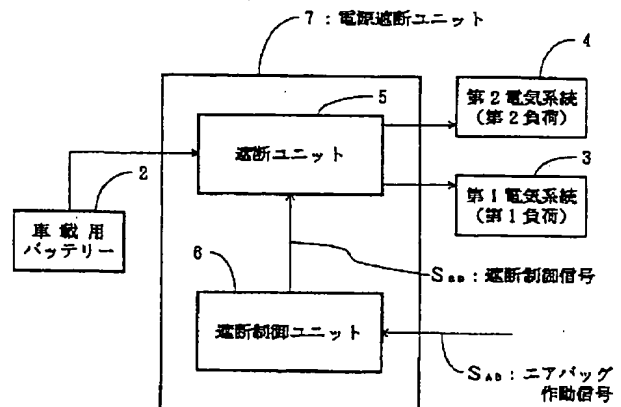 7：電源遮断ユニット
4
第2電気系統
（第2負荷）
5
遮断ユニット
3
第1電気系統
（第1負荷）
2
車載用
バッテリー
6
S₈₀：遮断制御信号
遮断制御ユニット
S_AB：エアバッグ
作動信号